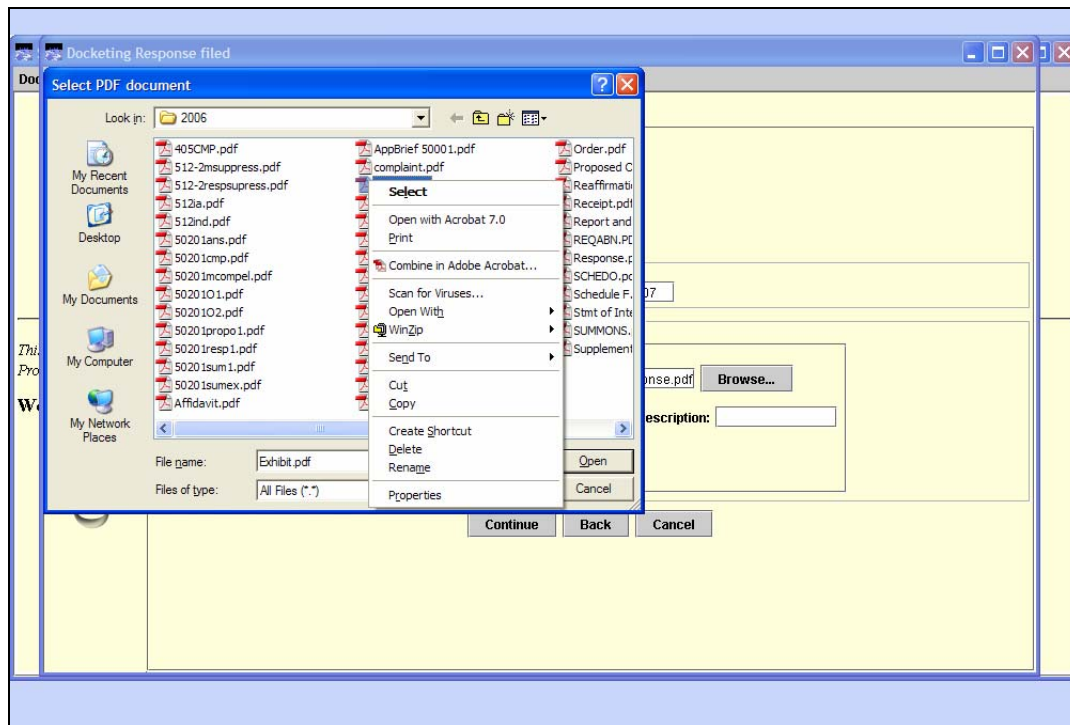 Docketing Response filed
Doc
Select PDF document
Look in:
2006
My Recent
Documents
Desktop
My Documents
My Computer
My Network
Places
405CMP.pdf
512-2msuppress.pdf
512-2respsupress.pdf
512ia.pdf
512ind.pdf
50201ans.pdf
50201cmp.pdf
50201mcompel.pdf
50201O1.pdf
50201O2.pdf
50201propo1.pdf
50201resp1.pdf
50201sum1.pdf
50201sumex.pdf
Affidavit.pdf
AppBrief 50001.pdf
complaint.pdf
Select
Open with Acrobat 7.0
Print
Combine in Adobe Acrobat...
Scan for Viruses...
Open With
WinZip
Send To
Cut
Copy
Create Shortcut
Delete
Rename
Properties
Order.pdf
Proposed C
Reaffirmati
Receipt.pdf
Report and
REQABN.PD
Response.p
SCHEDO.pd
Schedule F.
Stmt of Inte
SUMMONS.
Supplement
File name:
Exhibit.pdf
Open
Files of type:
All Files (*.*)
Cancel
07
onse.pdf
Browse...
escription:
Thi.
Pro
We
Continue
Back
Cancel